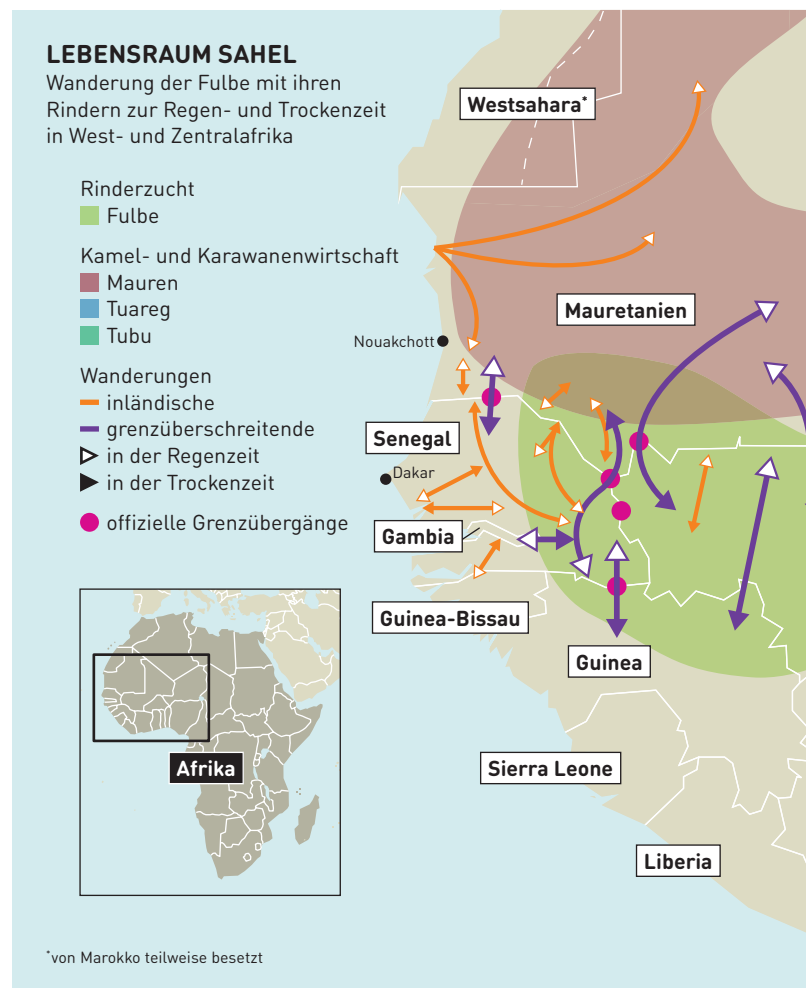 LEBENSRAUM SAHEL
Wanderung der Fulbe mit ihren
Rindern zur Regen- und Trockenzeit
in West- und Zentralafrika
Rinderzucht
Fulbe
Kamel- und Karawanenwirtschaft
Mauren
Tuareg
Tubu
Wanderungen
inländische
grenzüberschreitende
in der Regenzeit
in der Trockenzeit
offizielle Grenzübergänge
Westsahara*
Mauretanien
Nouakchott
Senegal
Dakar
Gambia
Guinea-Bissau
Guinea
Sierra Leone
Liberia
Afrika
*von Marokko teilweise besetzt